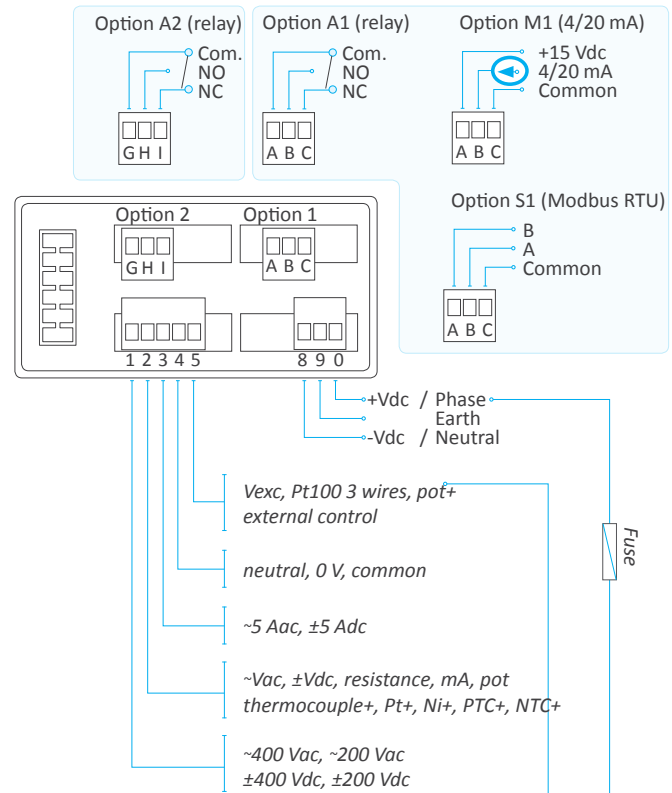 Option A2 (relay)
Com.
NO
NC
G H I
Option A1 (relay)
Com.
NO
NC
A B C
Option M1 (4/20 mA)
+15 Vdc
4/20 mA
Common
A B C
Option S1 (Modbus RTU)
B
A
Common
A B C
Option 2
G H I
Option 1
A B C
1 2 3 4 5
8 9 0
+Vdc / Phase
Earth
-Vdc / Neutral
Fuse
Vexc, Pt100 3 wires, pot+
external control
neutral, 0 V, common
~5 Aac, ±5 Adc
~Vac, ±Vdc, resistance, mA, pot
thermocouple+, Pt+, Ni+, PTC+, NTC+
~400 Vac, ~200 Vac
±400 Vdc, ±200 Vdc